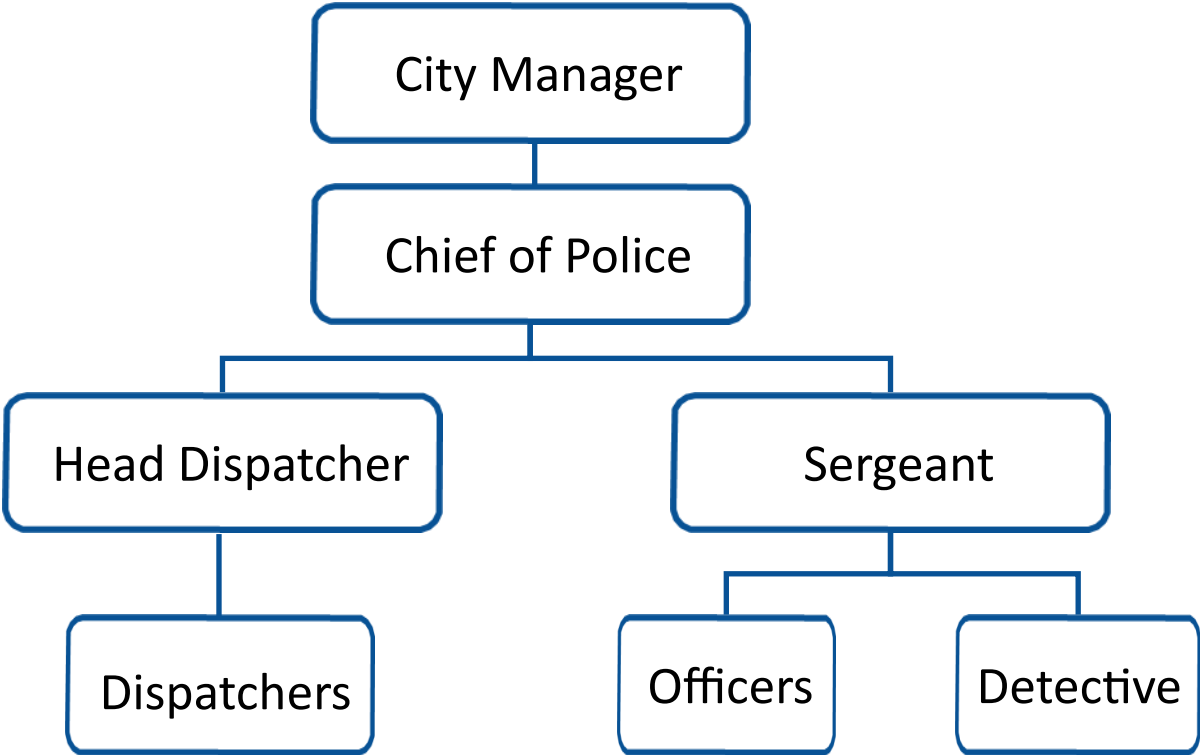 City Manager
Chief of Police
Head Dispatcher
Sergeant
Dispatchers
Officers
Detective